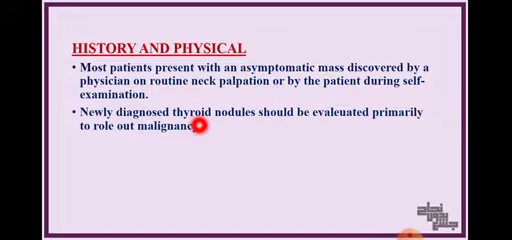 HISTORY AND PHYSICAL
• Most patients present with an asymptomatic mass discovered by a
physician on routine neck palpation or by the patient during self-
examination.
• Newly diagnosed thyroid nodules should be evaleuated primarily
to role out malignanc